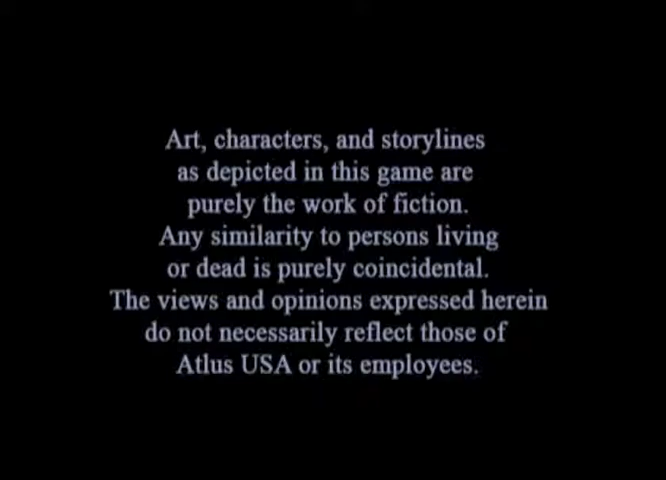 Art, characters, and storylines
as depicted in this game are
purely the work of fiction.
Any similarity to persons living
or dead is purely coincidental.
The views and opinions expressed herein
do not necessarily reflect those of
Atlus USA or its employees.